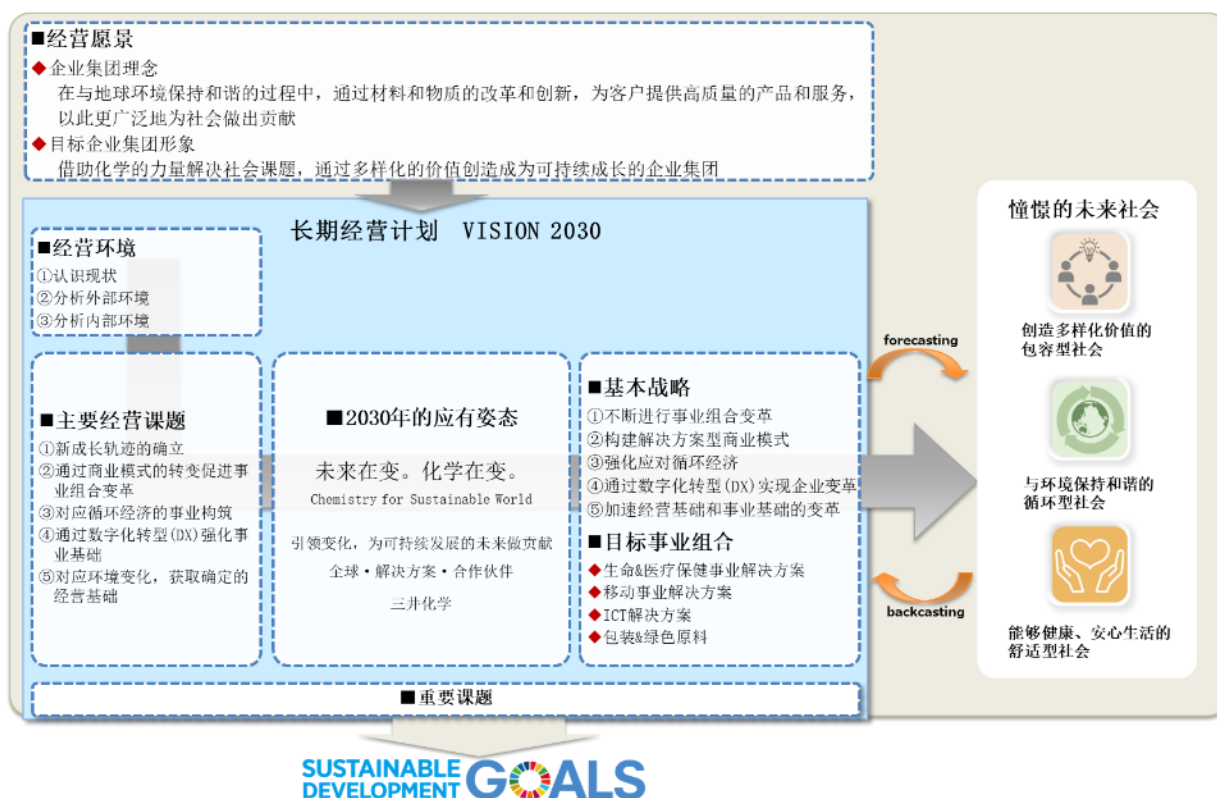 ■经营愿景
◆企业集团理念
在与地球环境保持和谐的过程中，通过材料和物质的改革和创新，为客户提供高质量的产品和服务，
以此更广泛地为社会做出贡献
◆目标企业集团形象
借助化学的力量解决社会课题，通过多样化的价值创造成为可持续成长的企业集团
长期经营计划 VISION 2030
■经营环境
①认识现状
②分析外部环境
③分析内部环境
■主要经营课题
①新成长轨迹的确立
②通过商业模式的转变促进事
业组合变革
③对应循环经济的事业构筑
④通过数字化转型(DX)强化事
业基础
⑤对应环境变化，获取确定的
经营基础
■2030年的应有姿态
未来在变。化学在变。
Chemistry for Sustainable World
引领变化，为可持续发展的未来做贡献
全球・解决方案・合作伙伴
三井化学
■基本战略
①不断进行事业组合变革
②构建解决方案型商业模式
③强化应对循环经济
④通过数字化转型(DX)实现企业变革
⑤加速经营基础和事业基础的变革
■目标事业组合
◆生命&医疗保健事业解决方案
◆移动事业解决方案
◆ICT解决方案
◆包装&绿色原料
■重要课题
forecasting
backcasting
憧憬的未来社会
创造多样化价值的
包容型社会
与环境保持和谐的
循环型社会
能够健康、安心生活的
舒适型社会
SUSTAINABLE
DEVELOPMENT
GOALS